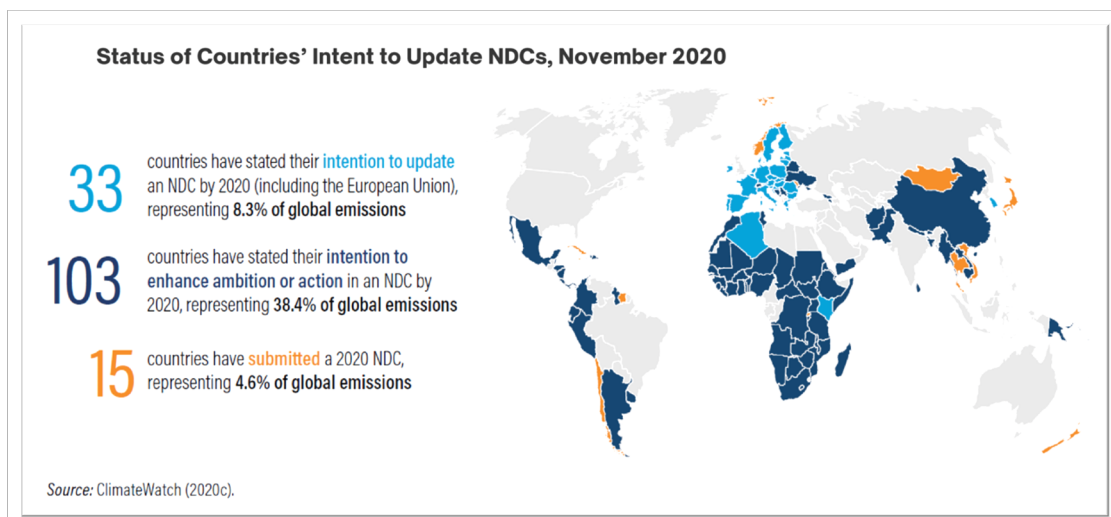 Status of Countries' Intent to Update NDCs, November 2020
33
countries have stated their intention to update
an NDC by 2020 (including the European Union),
representing 8.3% of global emissions
103
countries have stated their intention to
enhance ambition or action in an NDC by
2020, representing 38.4% of global emissions
15
countries have submitted a 2020 NDC,
representing 4.6% of global emissions
Source: ClimateWatch (2020c).